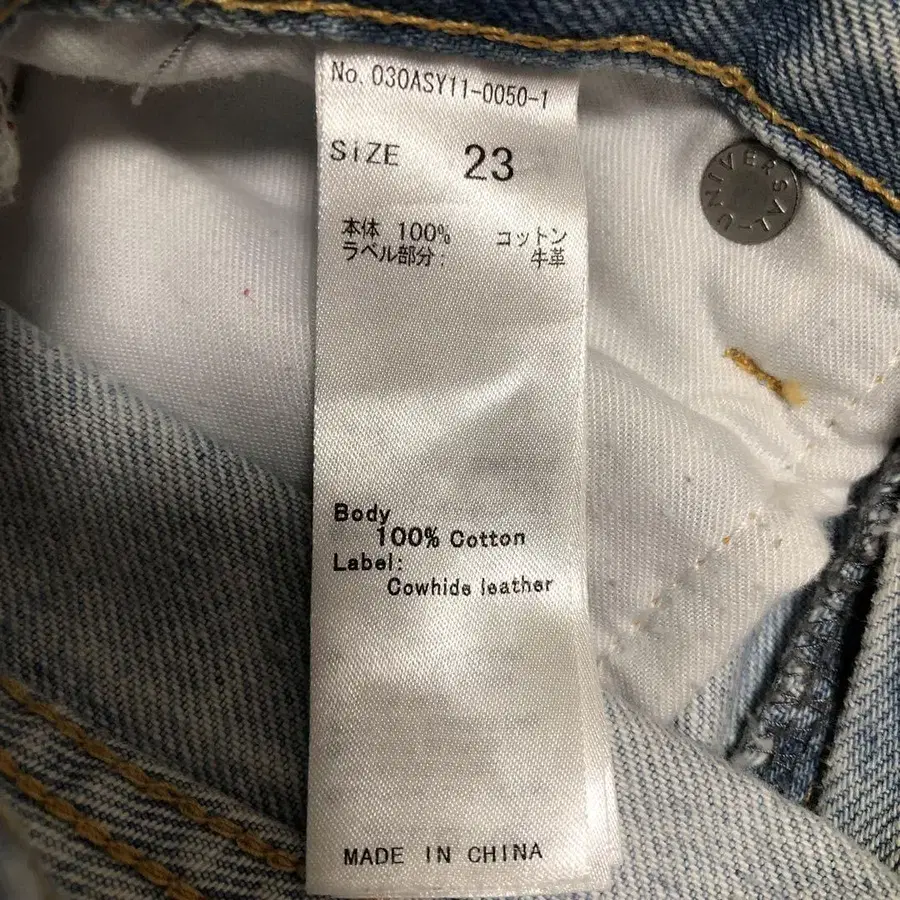 No. 030ASY11-0050-1
SIZE 23
本体 100% コットン
ラベル部分: 牛革
UNIVERSAL
Body
100% Cotton
Label:
Cowhide leather
MADE IN CHINA